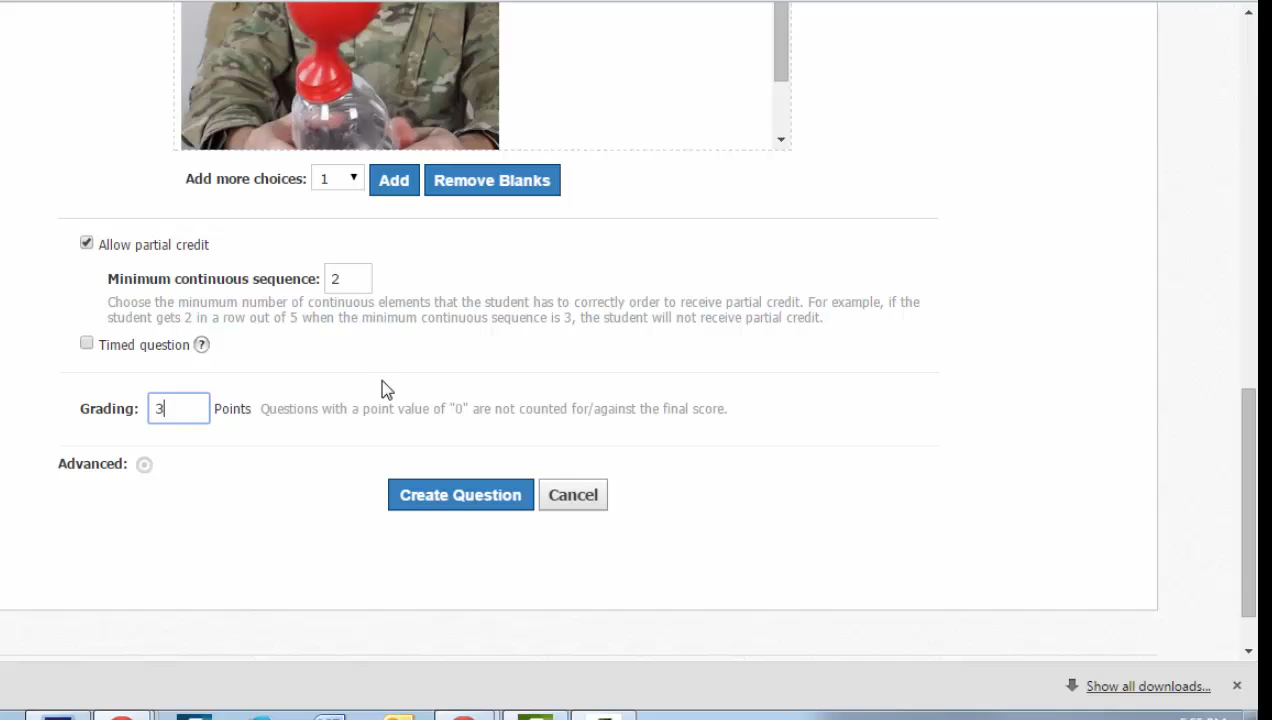 Add more choices: 1 Add Remove Blanks
Allow partial credit
Minimum continuous sequence: 2
Choose the minumum number of continuous elements that the student has to correctly order to receive partial credit. For example, if the
student gets 2 in a row out of 5 when the minimum continuous sequence is 3, the student will not receive partial credit.
Timed question ?
Grading: 3 Points Questions with a point value of "0" are not counted for/against the final score.
Advanced:
Create Question Cancel
Show all downloads...